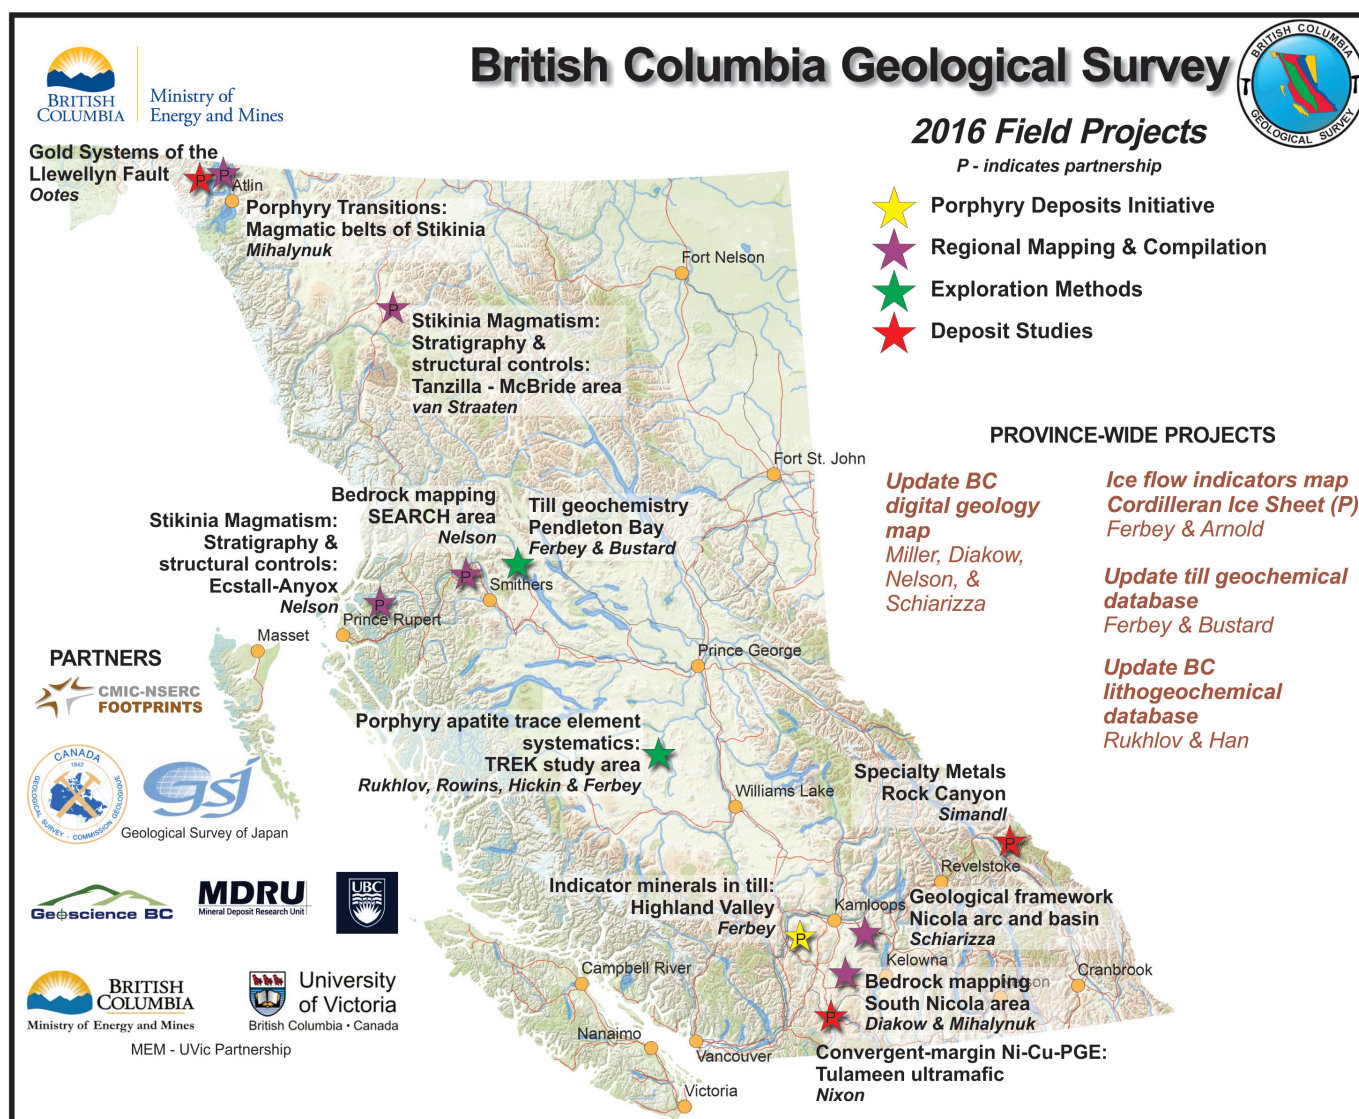 British Columbia Geological Survey
BRITISH COLUMBIA
GEOLOGICAL SURVEY
BRITISH
COLUMBIA
Ministry of
Energy and Mines
2016 Field Projects
P - indicates partnership
Porphyry Deposits Initiative
Regional Mapping & Compilation
Exploration Methods
Deposit Studies
Gold Systems of the
Llewellyn Fault
Ootes
P
P
Atlin
Porphyry Transitions:
Magmatic belts of Stikinia
Mihalynuk
Fort Nelson
P
Stikinia Magmatism:
Stratigraphy &
structural controls:
Tanzilla - McBride area
van Straaten
Fort St. John
PROVINCE-WIDE PROJECTS
Update BC
digital geology
map
Miller, Diakow,
Nelson, &
Schiarizza
Ice flow indicators map
Cordilleran Ice Sheet (P)
Ferbey & Arnold
Update till geochemical
database
Ferbey & Bustard
Update BC
lithogeochemical
database
Rukhlov & Han
Bedrock mapping
SEARCH area
Nelson
Till geochemistry
Pendleton Bay
Ferbey & Bustard
Stikinia Magmatism:
Stratigraphy &
structural controls:
Ecstall-Anyox
Nelson
P
P
Smithers
Prince Rupert
Masset
Prince George
PARTNERS
CMIC-NSERC
FOOTPRINTS
CANADA
1842
GEOLOGICAL SURVEY - COMMISSION GÉOLOGIQUE
GSJ
Geological Survey of Japan
Porphyry apatite trace element
systematics:
TREK study area
Rukhlov, Rowins, Hickin & Ferbey
Williams Lake
Specialty Metals
Rock Canyon
Simandl
P
Revelstoke
Geoscience BC
MDRU
Mineral Deposit Research Unit
UBC
Indicator minerals in till:
Highland Valley
Ferbey
P
Kamloops
Geological framework
Nicola arc and basin
Schiarizza
Kelowna
Cranbrook
Nelson
Campbell River
Bedrock mapping
South Nicola area
Diakow & Mihalynuk
P
Nanaimo
Vancouver
Convergent-margin Ni-Cu-PGE:
Tulameen ultramafic
Nixon
Victoria
BRITISH
COLUMBIA
Ministry of Energy and Mines
University
of Victoria
British Columbia • Canada
MEM - UVic Partnership